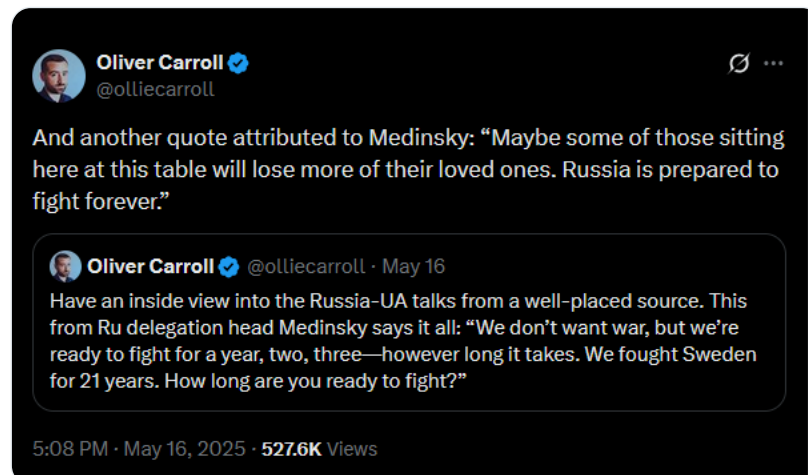 Oliver Carroll
@olliecarroll
And another quote attributed to Medinsky: “Maybe some of those sitting
here at this table will lose more of their loved ones. Russia is prepared to
fight forever.”
Oliver Carroll @olliecarroll · May 16
Have an inside view into the Russia-UA talks from a well-placed source. This
from Ru delegation head Medinsky says it all: “We don’t want war, but we’re
ready to fight for a year, two, three—however long it takes. We fought Sweden
for 21 years. How long are you ready to fight?”
5:08 PM · May 16, 2025 · 527.6K Views